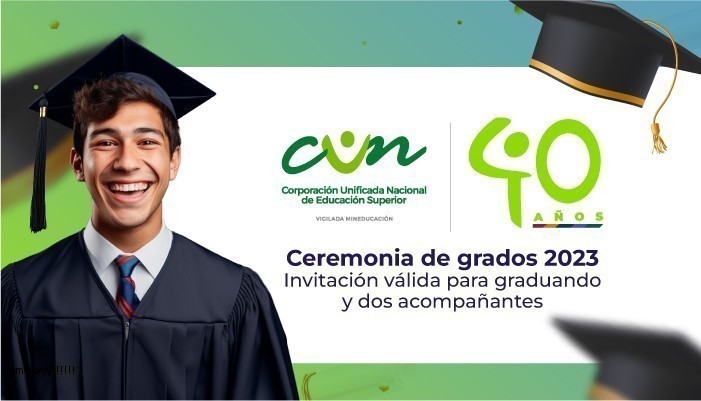 cun
Corporación Unificada Nacional
de Educación Superior
VIGILADA MINEDUCACIÓN
40
AÑOS
Ceremonia de grados 2023
Invitación válida para graduando
y dos acompañantes